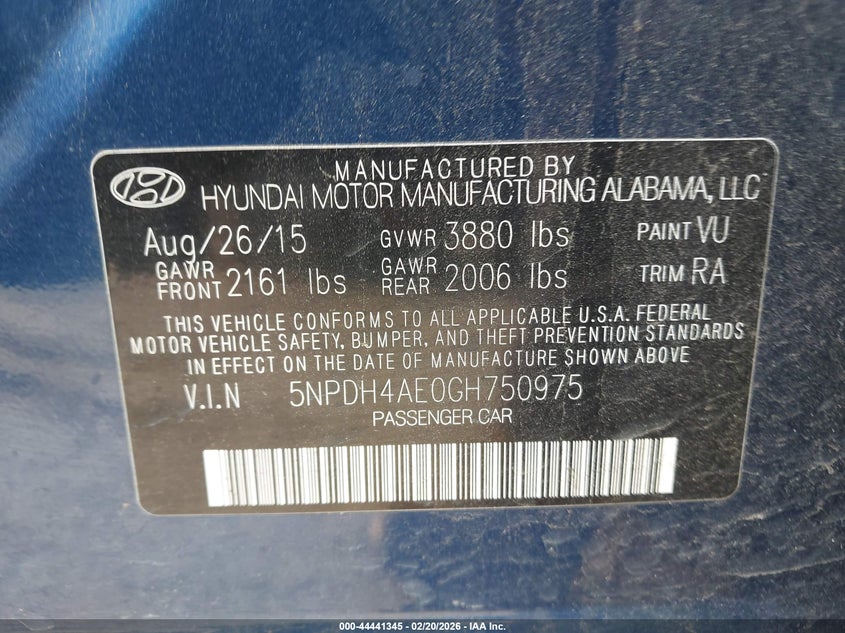 MANUFACTURED BY
HYUNDAI MOTOR MANUFACTURING ALABAMA, LLC
Aug/26/15 GVWR 3880 lbs PAINT VU
GAWR FRONT 2161 lbs GAWR REAR 2006 lbs TRIM RA
THIS VEHICLE CONFORMS TO ALL APPLICABLE U.S.A. FEDERAL
MOTOR VEHICLE SAFETY, BUMPER, AND THEFT PREVENTION STANDARDS
IN EFFECT ON THE DATE OF MANUFACTURE SHOWN ABOVE
V.I.N 5NPDH4AE0GH750975
PASSENGER CAR
000-44441345 - 02/20/2026 - IAA Inc.